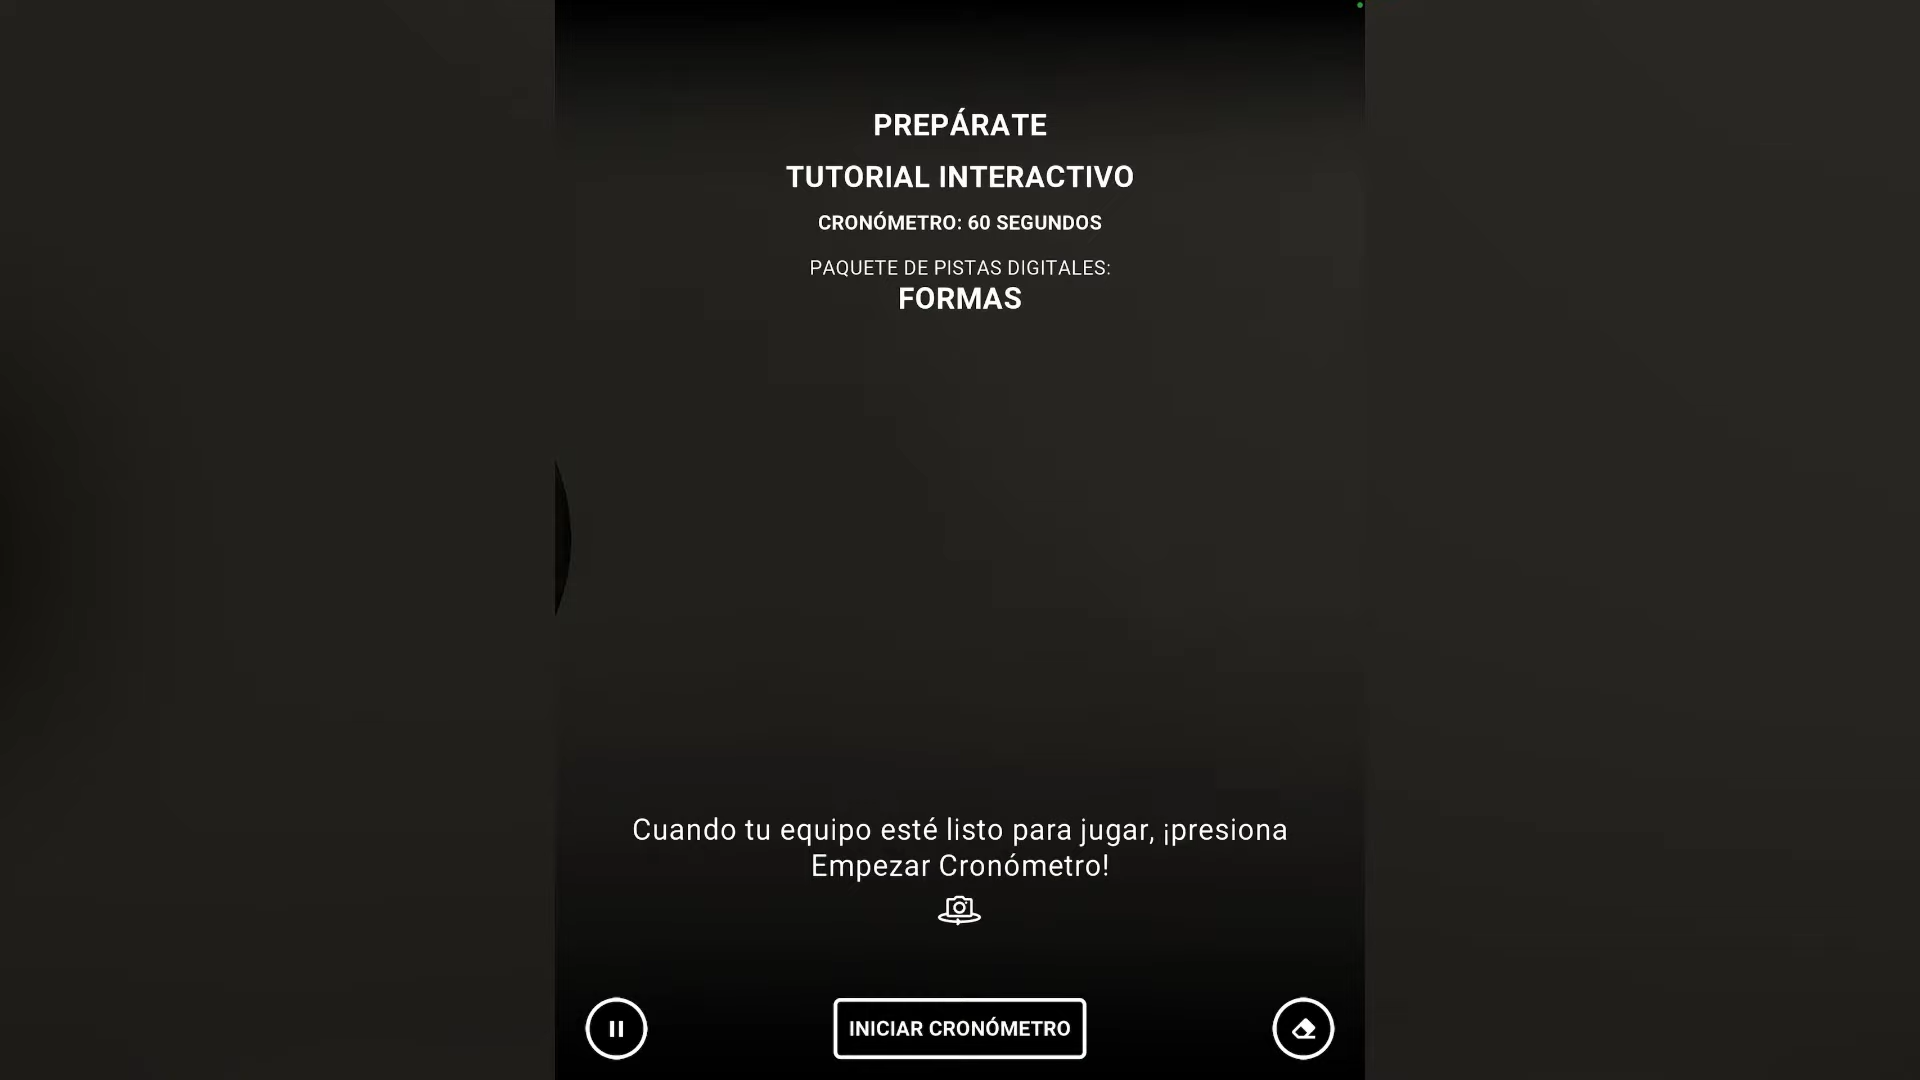 PREPÁRATE
TUTORIAL INTERACTIVO
CRONÓMETRO: 60 SEGUNDOS
PAQUETE DE PISTAS DIGITALES:
FORMAS
Cuando tu equipo esté listo para jugar, ¡presiona
Empezar Cronómetro!
INICIAR CRONÓMETRO